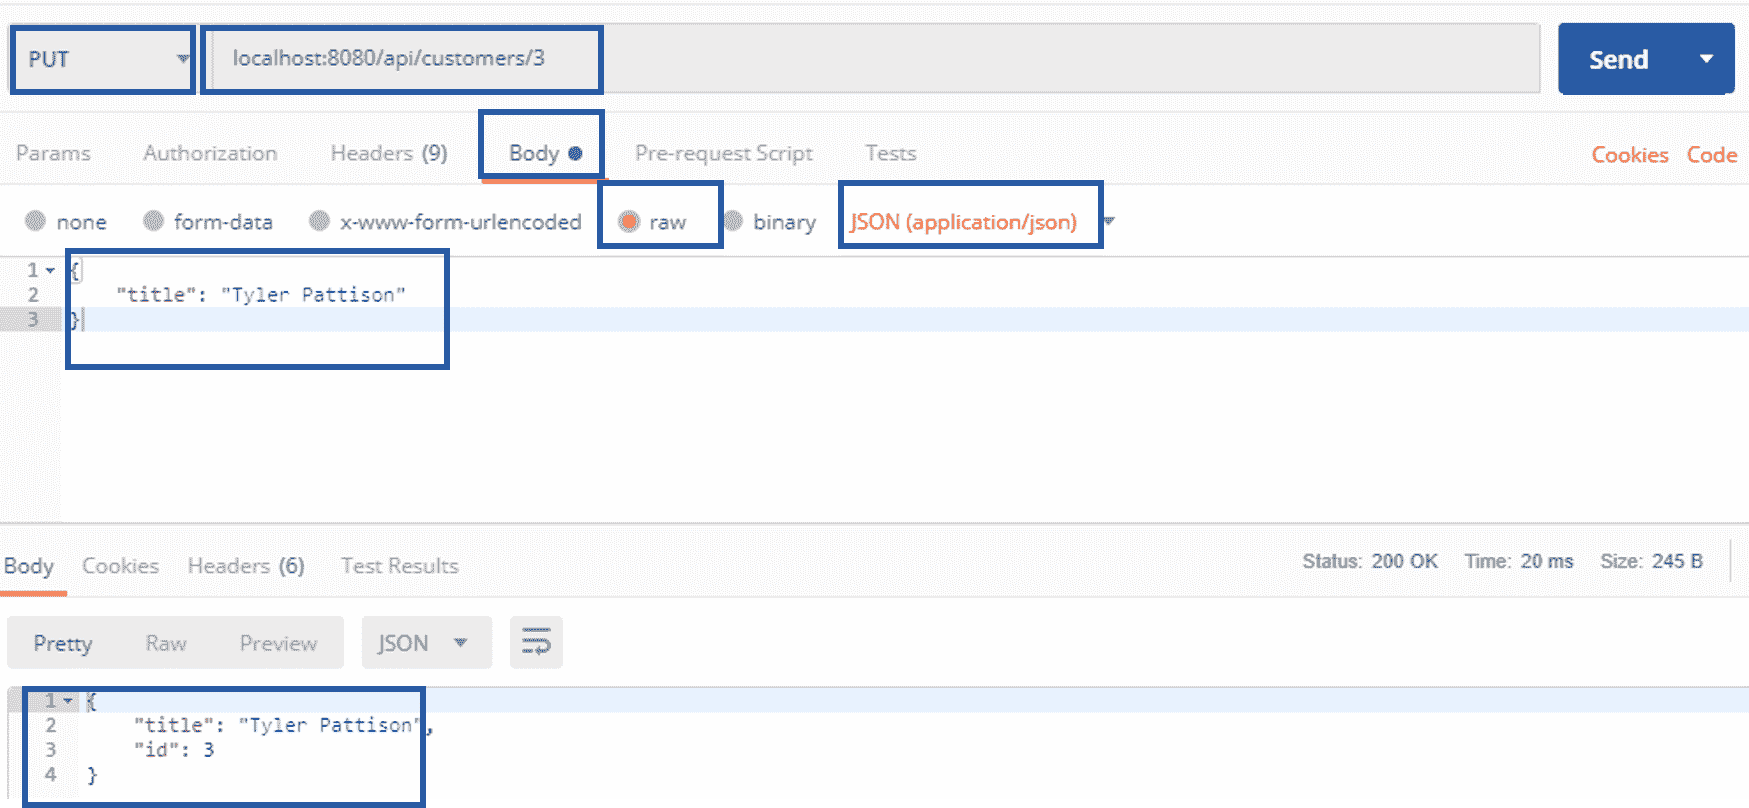 PUT localhost:8080/api/customers/3 Send
Params Authorization Headers (9) Body Pre-request Script Tests Cookies Code
none form-data x-www-form-urlencoded raw binary JSON (application/json)
1 {
2 "title": "Tyler Pattison"
3 }
Body Cookies Headers (6) Test Results Status: 200 OK Time: 20 ms Size: 245 B
Pretty Raw Preview JSON
1 {
2 "title": "Tyler Pattison",
3 "id": 3
4 }